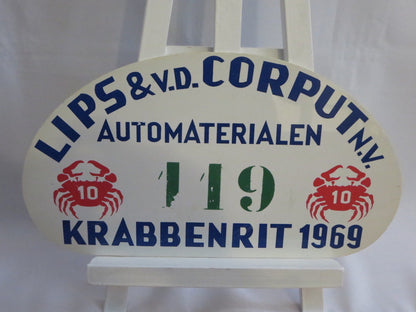 LIPS & V.D. CORPUT N.V.
AUTOMATERIALEN
119
10
10
KRABBENRIT 1969